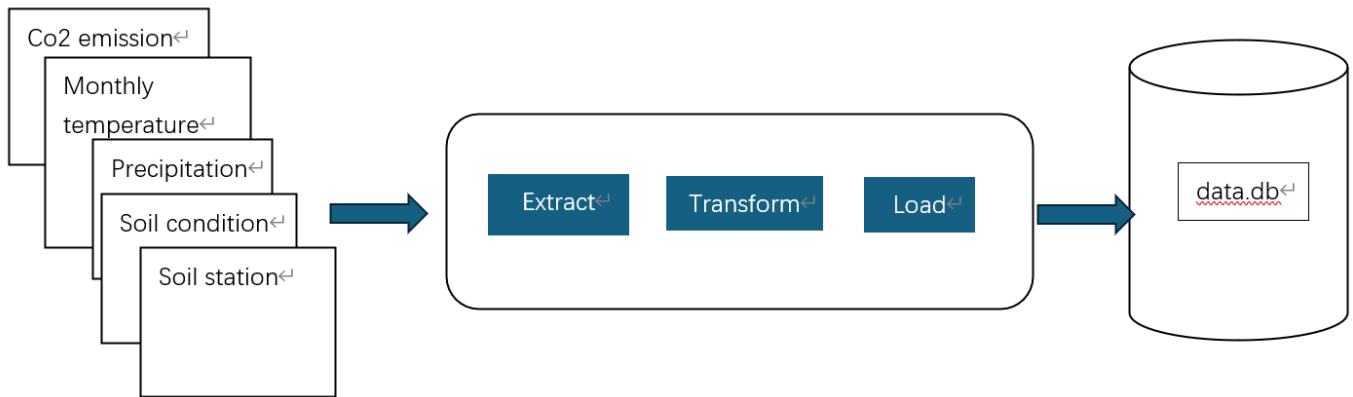 Co2 emission
Monthly
temperature
Precipitation
Soil condition
Soil station
Extract
Transform
Load
data.db